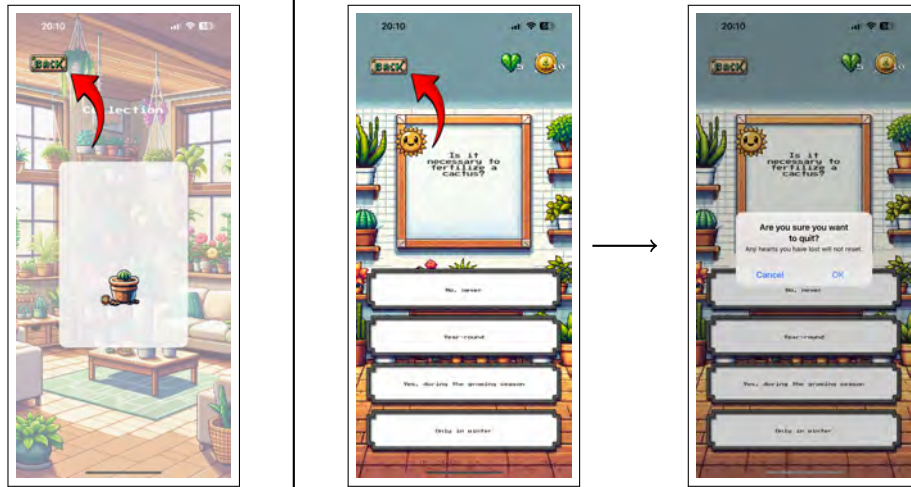 20:10
BACK
Collection
20:10
BACK
5
Is it
necessary to
fertilize a
cactus?
No, never
Year-round
Yes, during the growing season
Only in winter
20:10
BACK
5
Is it
necessary to
fertilize a
cactus?
Are you sure you want
to quit?
Any hearts you have lost will not reset.
Cancel
OK
No, never
Year-round
Yes, during the growing season
Only in winter